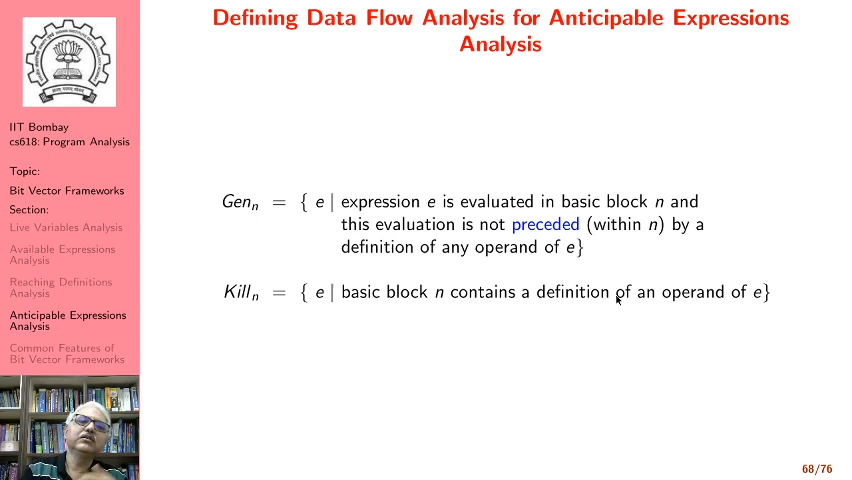 Defining Data Flow Analysis for Anticipable Expressions
Analysis
IIT Bombay
cs618: Program Analysis
Topic:
Bit Vector Frameworks
Section:
Live Variables Analysis
Available Expressions
Analysis
Reaching Definitions
Analysis
Anticipable Expressions
Analysis
Common Features of
Bit Vector Frameworks
Genn = { e | expression e is evaluated in basic block n and
this evaluation is not preceded (within n) by a
definition of any operand of e}
Killn = { e | basic block n contains a definition of an operand of e}
68/76